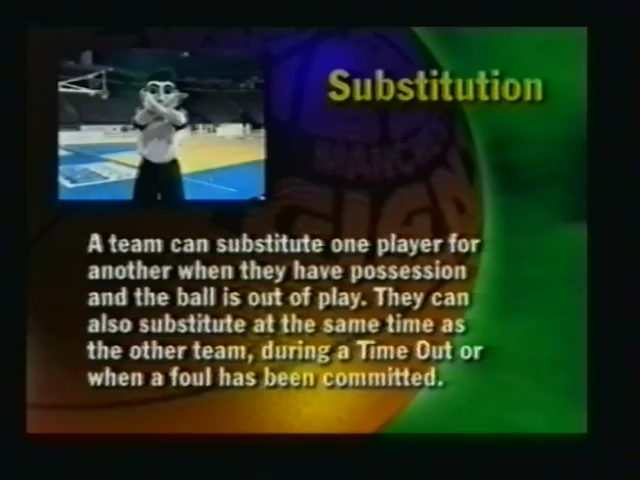 Substitution
MANCHE
GIGA
A team can substitute one player for
another when they have possession
and the ball is out of play. They can
also substitute at the same time as
the other team, during a Time Out or
when a foul has been committed.